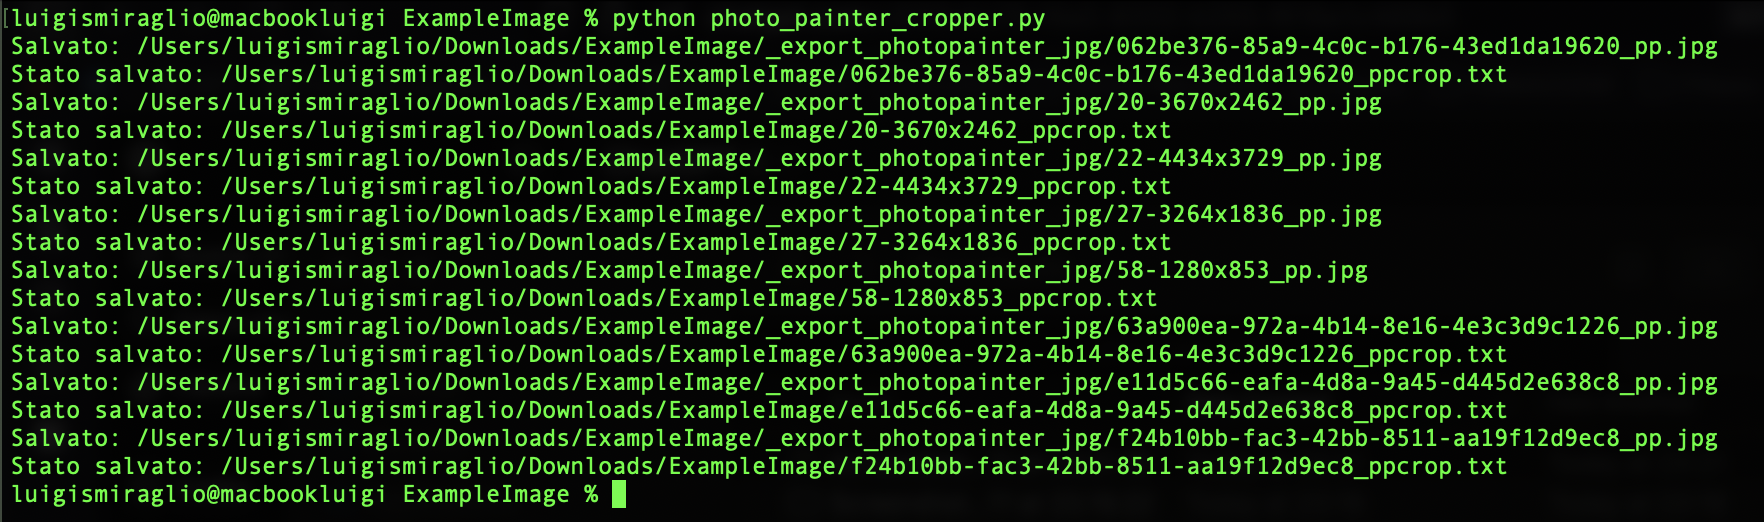 [luigismiraglio@macbookluigi ExampleImage % python photo_painter_cropper.py
Salvato: /Users/luigismiraglio/Downloads/ExampleImage/_export_photopainter_jpg/062be376-85a9-4c0c-b176-43ed1da19620_pp.jpg
Stato salvato: /Users/luigismiraglio/Downloads/ExampleImage/062be376-85a9-4c0c-b176-43ed1da19620_ppcrop.txt
Salvato: /Users/luigismiraglio/Downloads/ExampleImage/_export_photopainter_jpg/20-3670x2462_pp.jpg
Stato salvato: /Users/luigismiraglio/Downloads/ExampleImage/20-3670x2462_ppcrop.txt
Salvato: /Users/luigismiraglio/Downloads/ExampleImage/_export_photopainter_jpg/22-4434x3729_pp.jpg
Stato salvato: /Users/luigismiraglio/Downloads/ExampleImage/22-4434x3729_ppcrop.txt
Salvato: /Users/luigismiraglio/Downloads/ExampleImage/_export_photopainter_jpg/27-3264x1836_pp.jpg
Stato salvato: /Users/luigismiraglio/Downloads/ExampleImage/27-3264x1836_ppcrop.txt
Salvato: /Users/luigismiraglio/Downloads/ExampleImage/_export_photopainter_jpg/58-1280x853_pp.jpg
Stato salvato: /Users/luigismiraglio/Downloads/ExampleImage/58-1280x853_ppcrop.txt
Salvato: /Users/luigismiraglio/Downloads/ExampleImage/_export_photopainter_jpg/63a900ea-972a-4b14-8e16-4e3c3d9c1226_pp.jpg
Stato salvato: /Users/luigismiraglio/Downloads/ExampleImage/63a900ea-972a-4b14-8e16-4e3c3d9c1226_ppcrop.txt
Salvato: /Users/luigismiraglio/Downloads/ExampleImage/_export_photopainter_jpg/e11d5c66-eafa-4d8a-9a45-d445d2e638c8_pp.jpg
Stato salvato: /Users/luigismiraglio/Downloads/ExampleImage/e11d5c66-eafa-4d8a-9a45-d445d2e638c8_ppcrop.txt
Salvato: /Users/luigismiraglio/Downloads/ExampleImage/_export_photopainter_jpg/f24b10bb-fac3-42bb-8511-aa19f12d9ec8_pp.jpg
Stato salvato: /Users/luigismiraglio/Downloads/ExampleImage/f24b10bb-fac3-42bb-8511-aa19f12d9ec8_ppcrop.txt
luigismiraglio@macbookluigi ExampleImage %